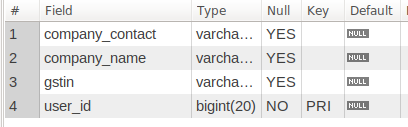 # Field Type Null Key Default
1 company_contact varcha... YES NULL
2 company_name varcha... YES NULL
3 gstin varcha... YES NULL
4 user_id bigint(20) NO PRI NULL